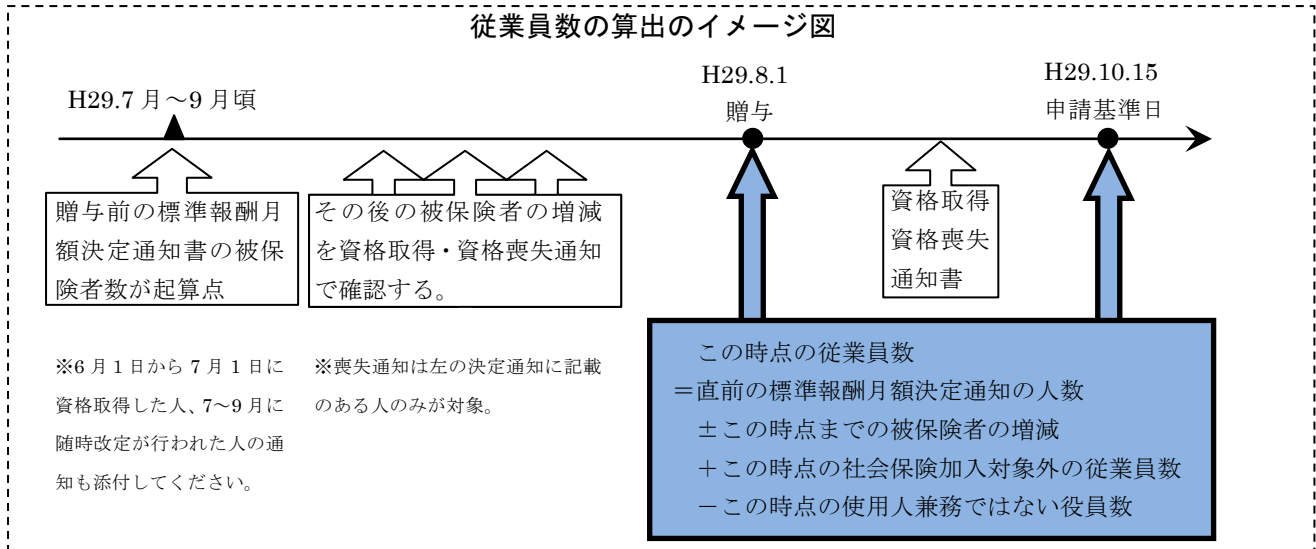 従業員数の算出のイメージ図
H29.7月～9月頃
H29.8.1
贈与
H29.10.15
申請基準日
贈与前の標準報酬月
額決定通知書の被保
険者数が起算点
その後の被保険者の増減
を資格取得・資格喪失通知
で確認する。
資格取得
資格喪失
通知書
※6月1日から7月1日に
資格取得した人、7～9月に
随時改定が行われた人の通
知も添付してください。
※喪失通知は左の決定通知に記載
のある人のみが対象。
この時点の従業員数
＝直前の標準報酬月額決定通知の人数
±この時点までの被保険者の増減
＋この時点の社会保険加入対象外の従業員数
－この時点の使用人兼務ではない役員数